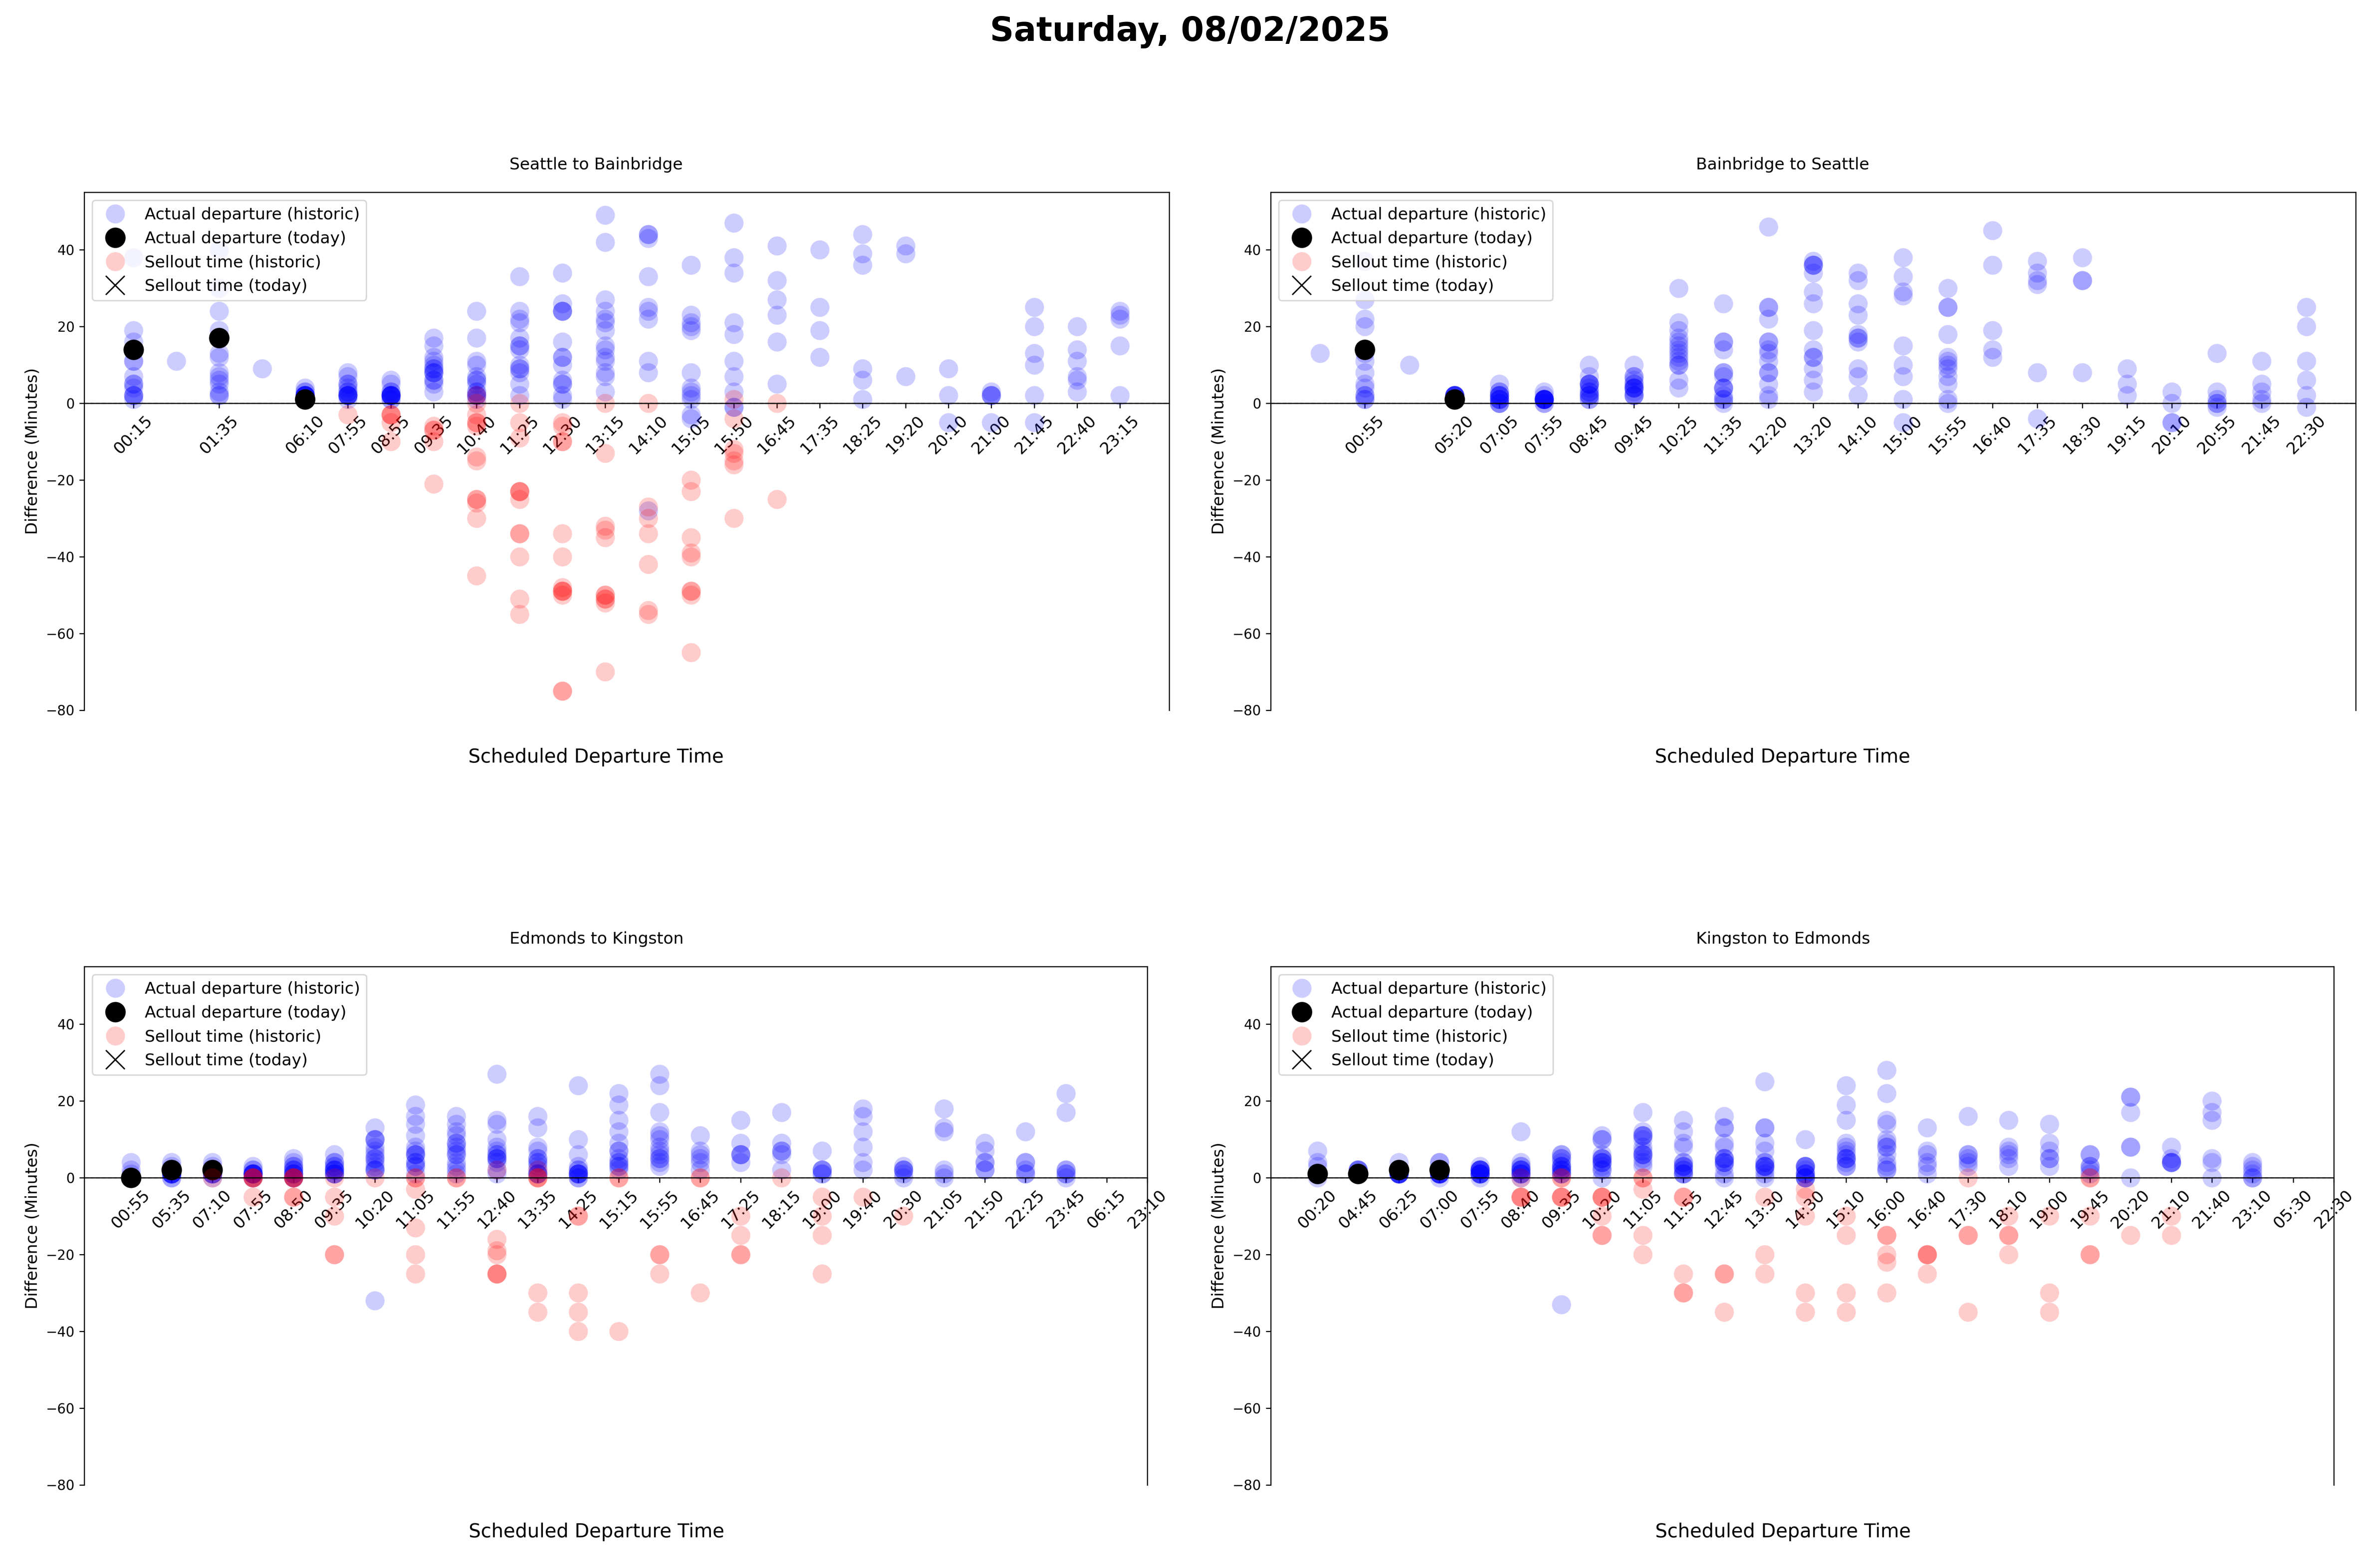 Saturday, 08/02/2025
Seattle to Bainbridge
Actual departure (historic)
Actual departure (today)
Sellout time (historic)
Sellout time (today)
Difference (Minutes)
40
20
0
−20
−40
−60
−80
00:15 01:35 06:10 07:55 08:55 09:35 10:40 11:25 12:30 13:15 14:10 15:05 15:50 16:45 17:35 18:25 19:20 20:10 21:00 21:45 22:40 23:15
Scheduled Departure Time
Bainbridge to Seattle
Actual departure (historic)
Actual departure (today)
Sellout time (historic)
Sellout time (today)
Difference (Minutes)
40
20
0
−20
−40
−60
−80
00:55 05:20 07:05 07:55 08:45 09:45 10:25 11:35 12:20 13:20 14:10 15:00 15:55 16:40 17:35 18:30 19:15 20:10 20:55 21:45 22:30
Scheduled Departure Time
Edmonds to Kingston
Actual departure (historic)
Actual departure (today)
Sellout time (historic)
Sellout time (today)
Difference (Minutes)
40
20
0
−20
−40
−60
−80
00:55 05:35 07:10 07:55 08:50 09:35 10:20 11:05 11:55 12:40 13:35 14:25 15:15 15:55 16:45 17:25 18:15 19:00 19:40 20:30 21:05 21:50 22:25 23:45 06:15 23:10
Scheduled Departure Time
Kingston to Edmonds
Actual departure (historic)
Actual departure (today)
Sellout time (historic)
Sellout time (today)
Difference (Minutes)
40
20
0
−20
−40
−60
−80
00:20 04:45 06:25 07:00 07:55 08:40 09:35 10:20 11:05 11:55 12:45 13:30 14:30 15:10 16:00 16:40 17:30 18:10 19:00 19:45 20:20 21:10 21:40 23:10 05:30 22:30
Scheduled Departure Time